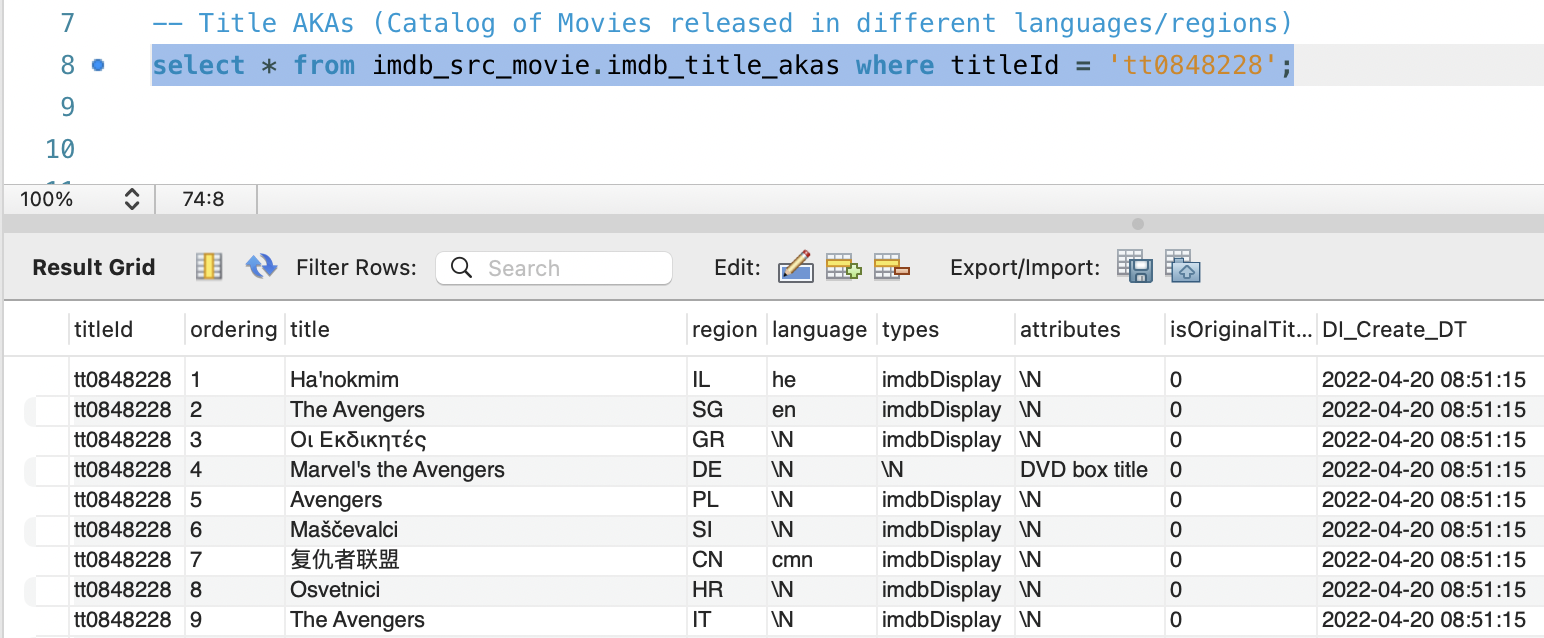 7 -- Title AKAs (Catalog of Movies released in different languages/regions)
8 select * from imdb_src_movie.imdb_title_akas where titleId = 'tt0848228';
9
10
100% 74:8
Result Grid Filter Rows: Search Edit: Export/Import:
titleId ordering title region language types attributes isOriginalTit... DI_Create_DT
tt0848228 1 Ha'nokmim IL he imdbDisplay \N 0 2022-04-20 08:51:15
tt0848228 2 The Avengers SG en imdbDisplay \N 0 2022-04-20 08:51:15
tt0848228 3 Οι Εκδικητές GR \N imdbDisplay \N 0 2022-04-20 08:51:15
tt0848228 4 Marvel's the Avengers DE \N \N DVD box title 0 2022-04-20 08:51:15
tt0848228 5 Avengers PL \N imdbDisplay \N 0 2022-04-20 08:51:15
tt0848228 6 Maščevalci SI \N imdbDisplay \N 0 2022-04-20 08:51:15
tt0848228 7 复仇者联盟 CN cmn imdbDisplay \N 0 2022-04-20 08:51:15
tt0848228 8 Osvetnici HR \N imdbDisplay \N 0 2022-04-20 08:51:15
tt0848228 9 The Avengers IT \N imdbDisplay \N 0 2022-04-20 08:51:15